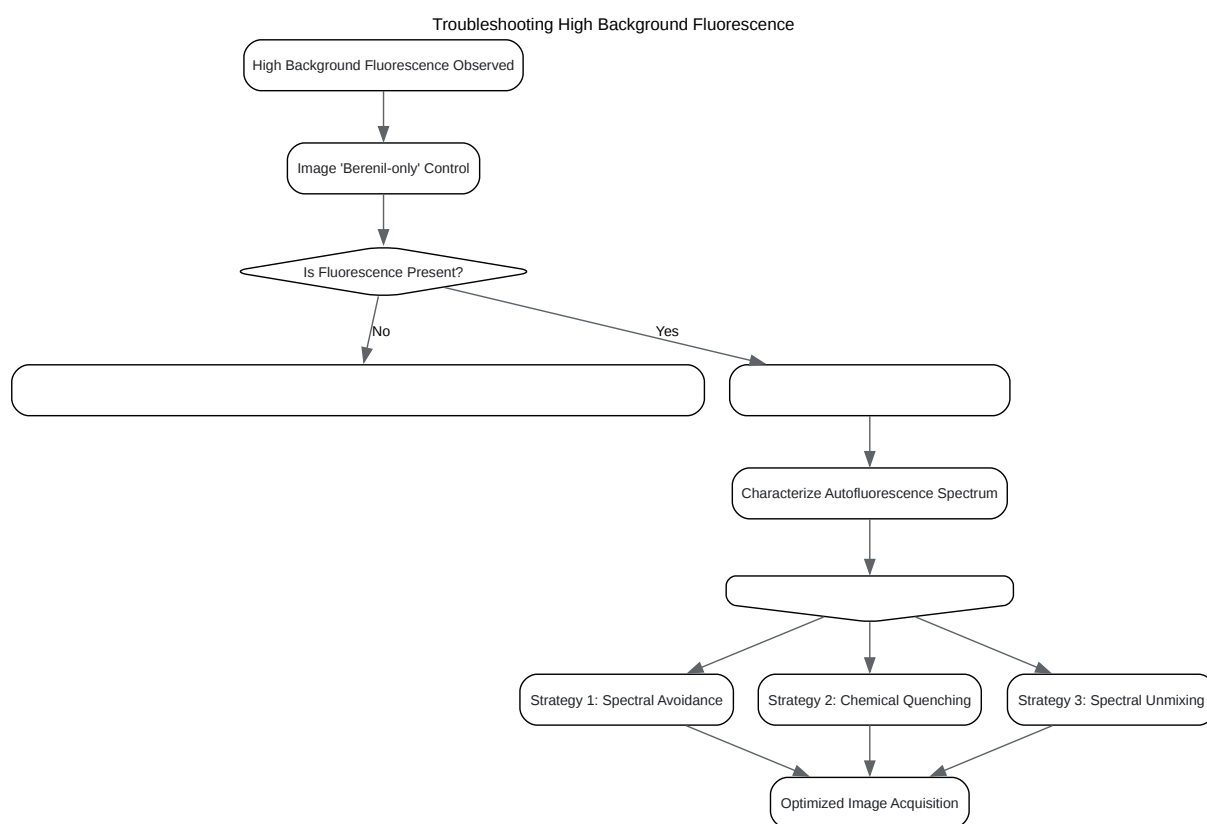 Troubleshooting High Background Fluorescence
High Background Fluorescence Observed
Image 'Berenil-only' Control
Is Fluorescence Present?
No
Yes
Characterize Autofluorescence Spectrum
Strategy 1: Spectral Avoidance
Strategy 2: Chemical Quenching
Strategy 3: Spectral Unmixing
Optimized Image Acquisition